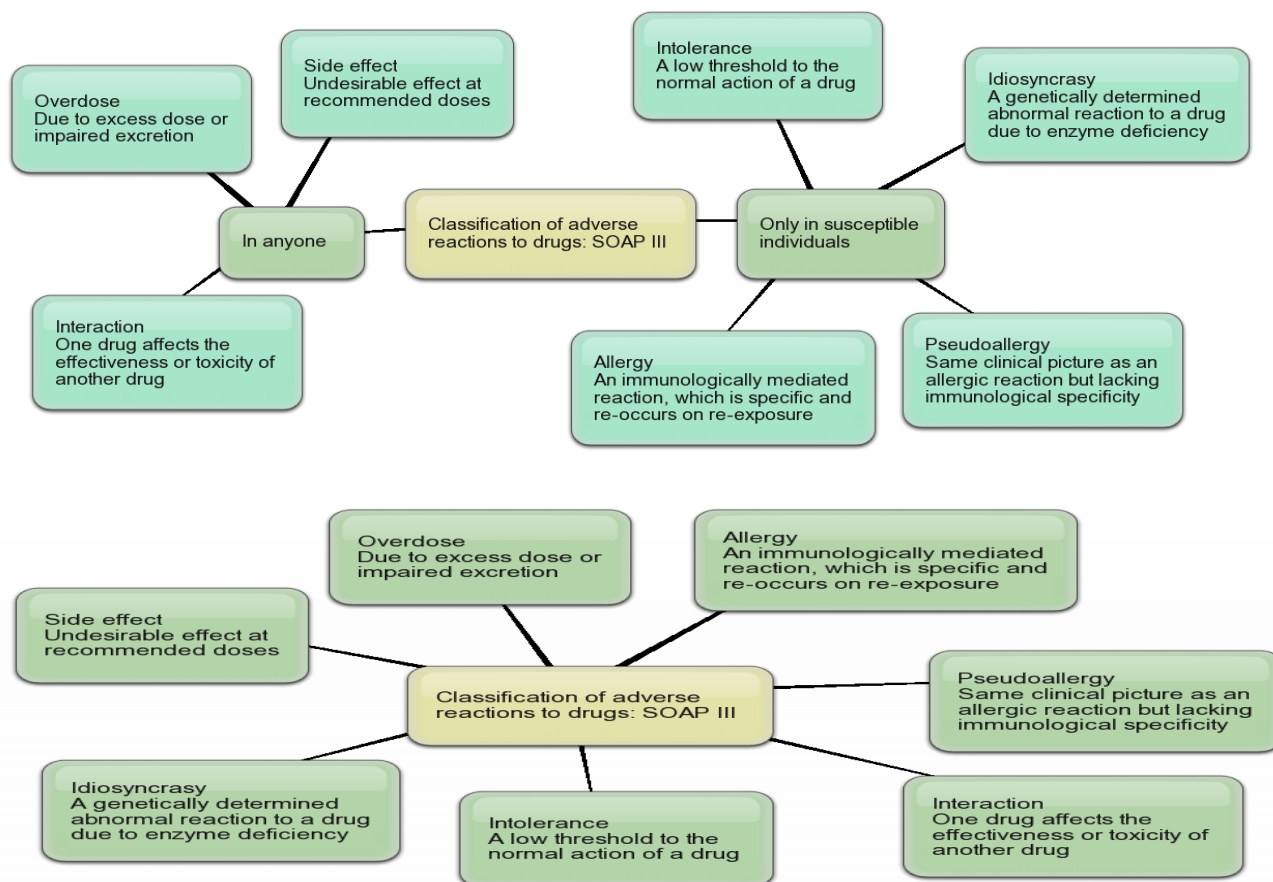 Overdose
Due to excess dose or
impaired excretion
Side effect
Undesirable effect at
recommended doses
Intolerance
A low threshold to the
normal action of a drug
Idiosyncrasy
A genetically determined
abnormal reaction to a drug
due to enzyme deficiency
In anyone
Classification of adverse
reactions to drugs: SOAP III
Only in susceptible
individuals
Interaction
One drug affects the
effectiveness or toxicity of
another drug
Allergy
An immunologically mediated
reaction, which is specific and
re-occurs on re-exposure
Pseudoallergy
Same clinical picture as an
allergic reaction but lacking
immunological specificity
Overdose
Due to excess dose or
impaired excretion
Allergy
An immunologically mediated
reaction, which is specific and
re-occurs on re-exposure
Side effect
Undesirable effect at
recommended doses
Classification of adverse
reactions to drugs: SOAP III
Pseudoallergy
Same clinical picture as an
allergic reaction but lacking
immunological specificity
Idiosyncrasy
A genetically determined
abnormal reaction to a drug
due to enzyme deficiency
Intolerance
A low threshold to the
normal action of a drug
Interaction
One drug affects the
effectiveness or toxicity of
another drug